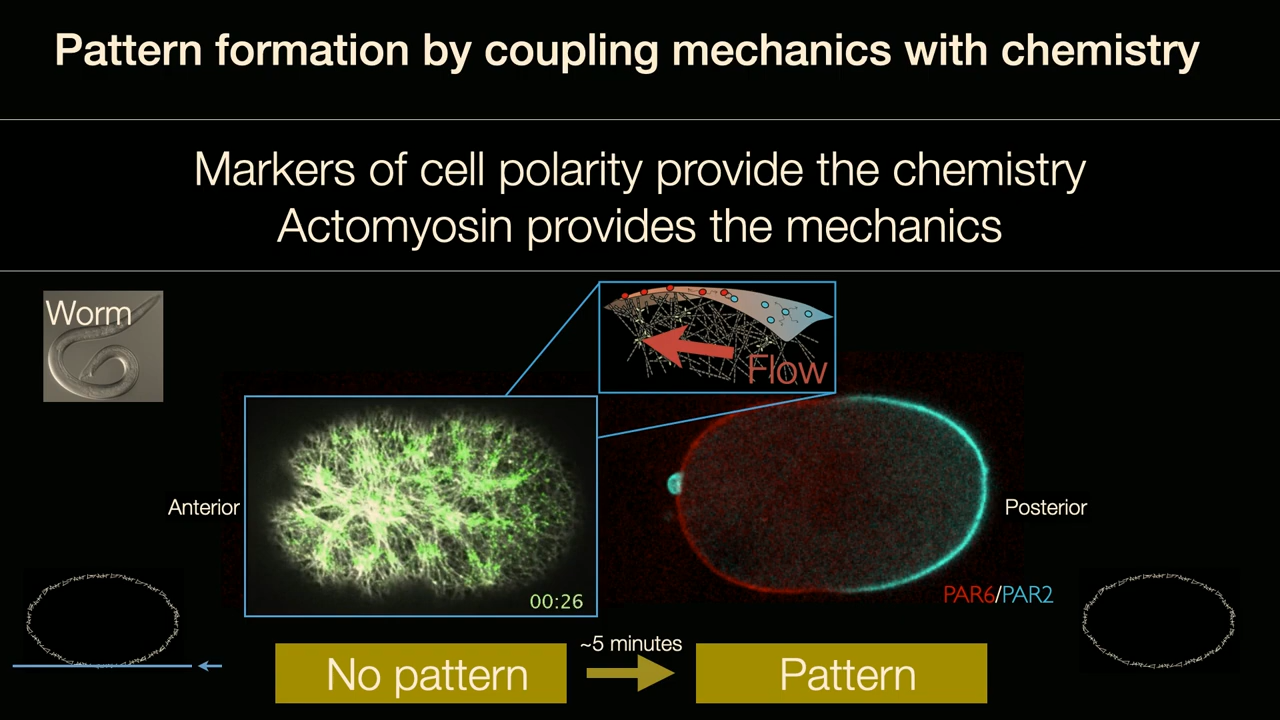 Pattern formation by coupling mechanics with chemistry
Markers of cell polarity provide the chemistry
Actomyosin provides the mechanics
Worm
Flow
Anterior
Posterior
00:26
PAR6/PAR2
~5 minutes
No pattern
Pattern